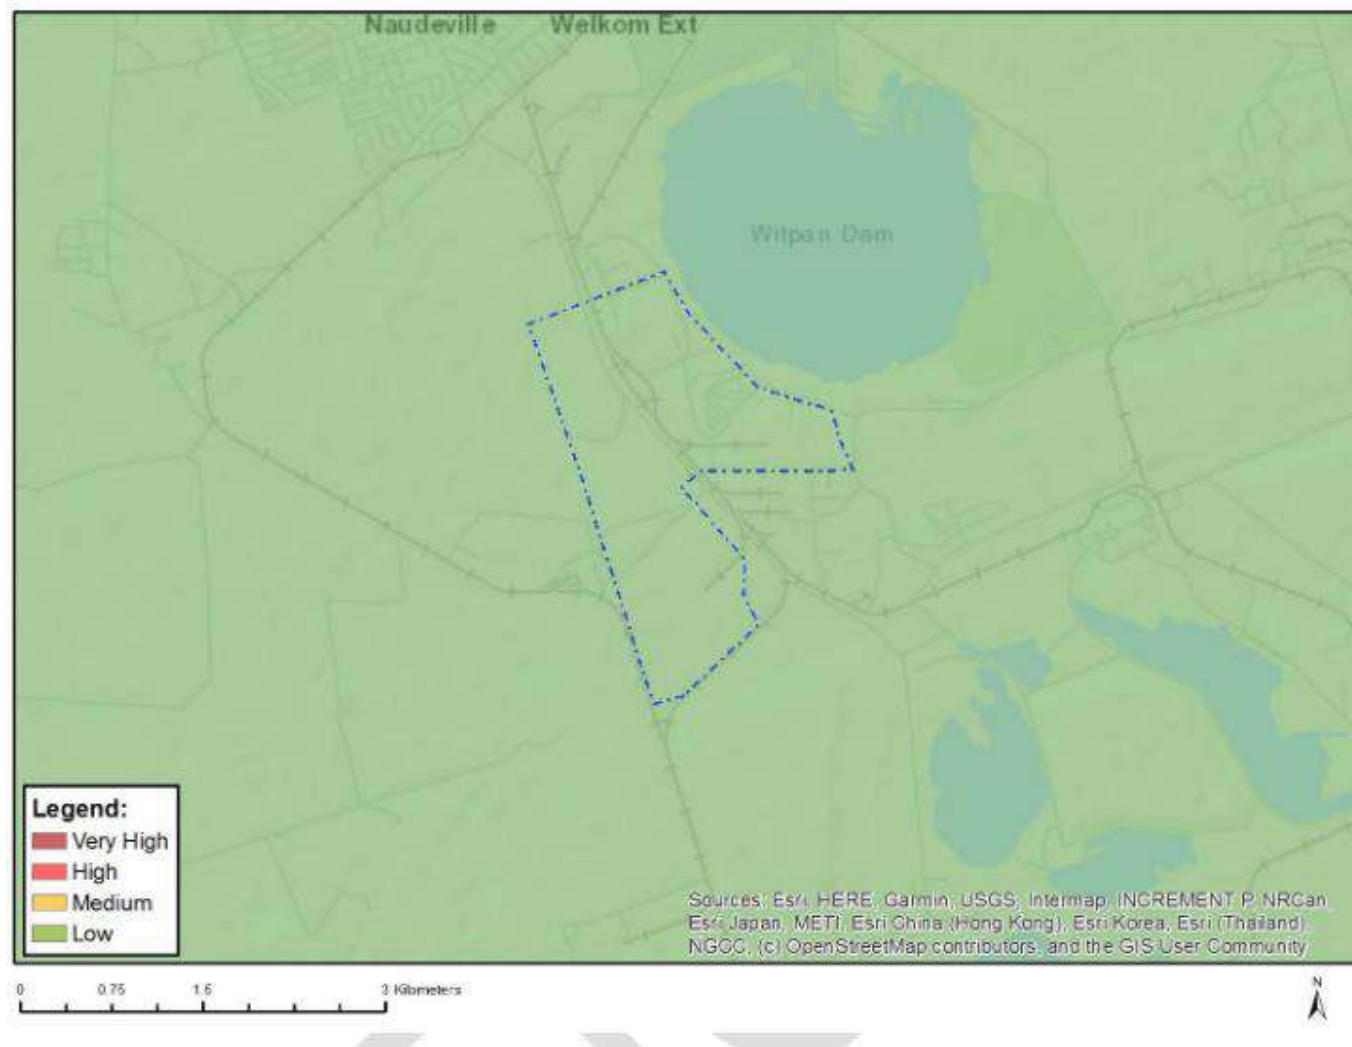 Naudeville Welkom Ext
Witpan Dam
Legend:
Very High
High
Medium
Low
Sources: Esri, HERE, Garmin, USGS, Intermap, INCREMENT P, NRCan,
Esri Japan, METI, Esri China (Hong Kong), Esri Korea, Esri (Thailand),
NGCC, (c) OpenStreetMap contributors, and the GIS User Community
0 0.75 1.5 3 Kilometers
N